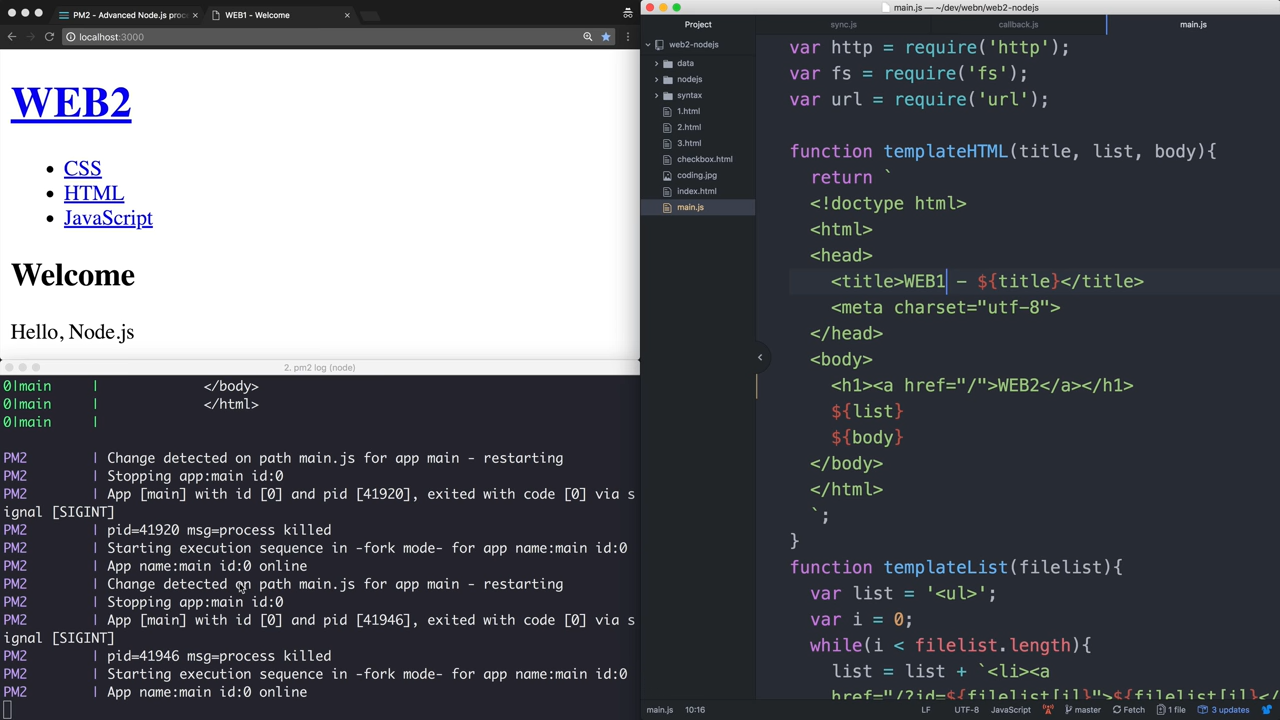 PM2 - Advanced Node.js proc
WEB1 - Welcome
localhost:3000
WEB2
CSS
HTML
JavaScript
Welcome
Hello, Node.js
2. pm2 log (node)
0|main | </body>
0|main | </html>
0|main |
PM2 | Change detected on path main.js for app main - restarting
PM2 | Stopping app:main id:0
PM2 | App [main] with id [0] and pid [41920], exited with code [0] via s
ignal [SIGINT]
PM2 | pid=41920 msg=process killed
PM2 | Starting execution sequence in -fork mode- for app name:main id:0
PM2 | App name:main id:0 online
PM2 | Change detected on path main.js for app main - restarting
PM2 | Stopping app:main id:0
PM2 | App [main] with id [0] and pid [41946], exited with code [0] via s
ignal [SIGINT]
PM2 | pid=41946 msg=process killed
PM2 | Starting execution sequence in -fork mode- for app name:main id:0
PM2 | App name:main id:0 online
main.js — ~/dev/webn/web2-nodejs
Project
sync.js
callback.js
main.js
web2-nodejs
data
nodejs
syntax
1.html
2.html
3.html
checkbox.html
coding.jpg
index.html
main.js
var http = require('http');
var fs = require('fs');
var url = require('url');
function templateHTML(title, list, body){
return `
<!doctype html>
<html>
<head>
<title>WEB1 - ${title}</title>
<meta charset="utf-8">
</head>
<body>
<h1><a href="/">WEB2</a></h1>
${list}
${body}
</body>
</html>
`;
}
function templateList(filelist){
var list = '<ul>';
var i = 0;
while(i < filelist.length){
list = list + `<li><a
href="/?id=${filelist[i]}">${filelist[i]}</
main.js 10:16
LF UTF-8 JavaScript master Fetch 1 file 3 updates